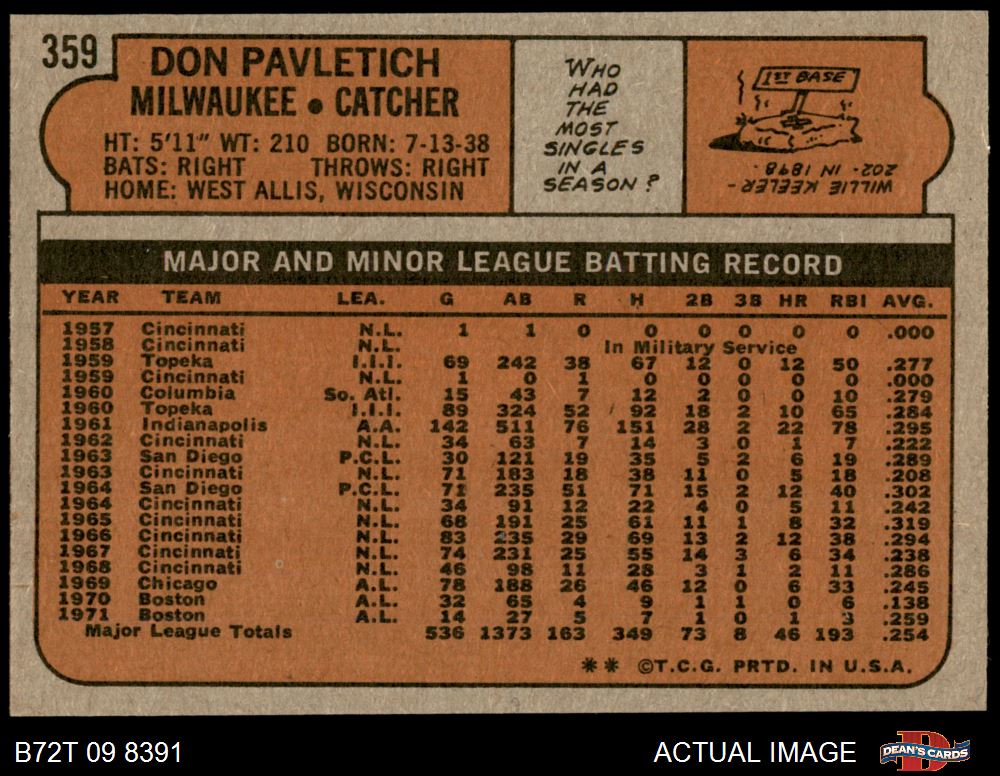 359
DON PAVLETICH
MILWAUKEE • CATCHER
HT: 5'11" WT: 210 BORN: 7-13-38
BATS: RIGHT THROWS: RIGHT
HOME: WEST ALLIS, WISCONSIN
WHO
HAD
THE
MOST
SINGLES
IN A
SEASON?
1ST BASE
WILLIE KEELER -
202 - IN 1898.
MAJOR AND MINOR LEAGUE BATTING RECORD
YEAR TEAM LEA. G AB R H 2B 3B HR RBI AVG.
1957 Cincinnati N.L. 1 1 0 0 0 0 0 0 .000
1958 Cincinnati N.L. In Military Service
1959 Topeka I.I.I. 69 242 38 67 12 0 12 50 .277
1959 Cincinnati N.L. 1 0 1 0 0 0 0 0 .000
1960 Columbia So. Atl. 15 43 7 12 2 0 0 10 .279
1960 Topeka I.I.I. 89 324 52 92 18 2 10 65 .284
1961 Indianapolis A.A. 142 511 76 151 28 2 22 78 .295
1962 Cincinnati N.L. 34 63 7 14 3 0 1 7 .222
1963 San Diego P.C.L. 30 121 19 35 5 2 6 19 .289
1963 Cincinnati N.L. 71 183 18 38 11 0 5 18 .208
1964 San Diego P.C.L. 71 235 51 71 15 2 12 40 .302
1964 Cincinnati N.L. 34 91 12 22 4 0 5 11 .242
1965 Cincinnati N.L. 68 191 25 61 11 1 8 32 .319
1966 Cincinnati N.L. 83 235 29 69 13 2 12 38 .294
1967 Cincinnati N.L. 74 231 25 55 14 3 6 34 .238
1968 Cincinnati N.L. 46 98 11 28 3 1 2 11 .286
1969 Chicago A.L. 78 188 26 46 12 0 6 33 .245
1970 Boston A.L. 32 65 4 9 1 1 0 6 .138
1971 Boston A.L. 14 27 5 7 1 0 1 3 .259
Major League Totals 536 1373 163 349 73 8 46 193 .254
** ©T.C.G. PRTD. IN U.S.A.
B72T 09 8391
ACTUAL IMAGE
DEAN'S CARDS